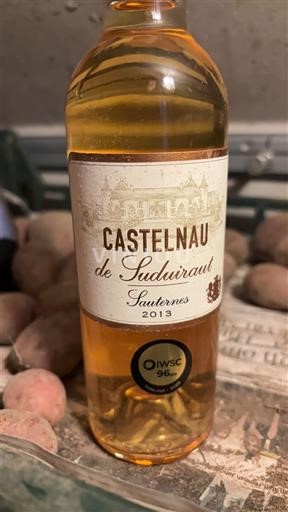 CASTELNAU
de Suduiraut
Sauternes
2013
IWSC
96